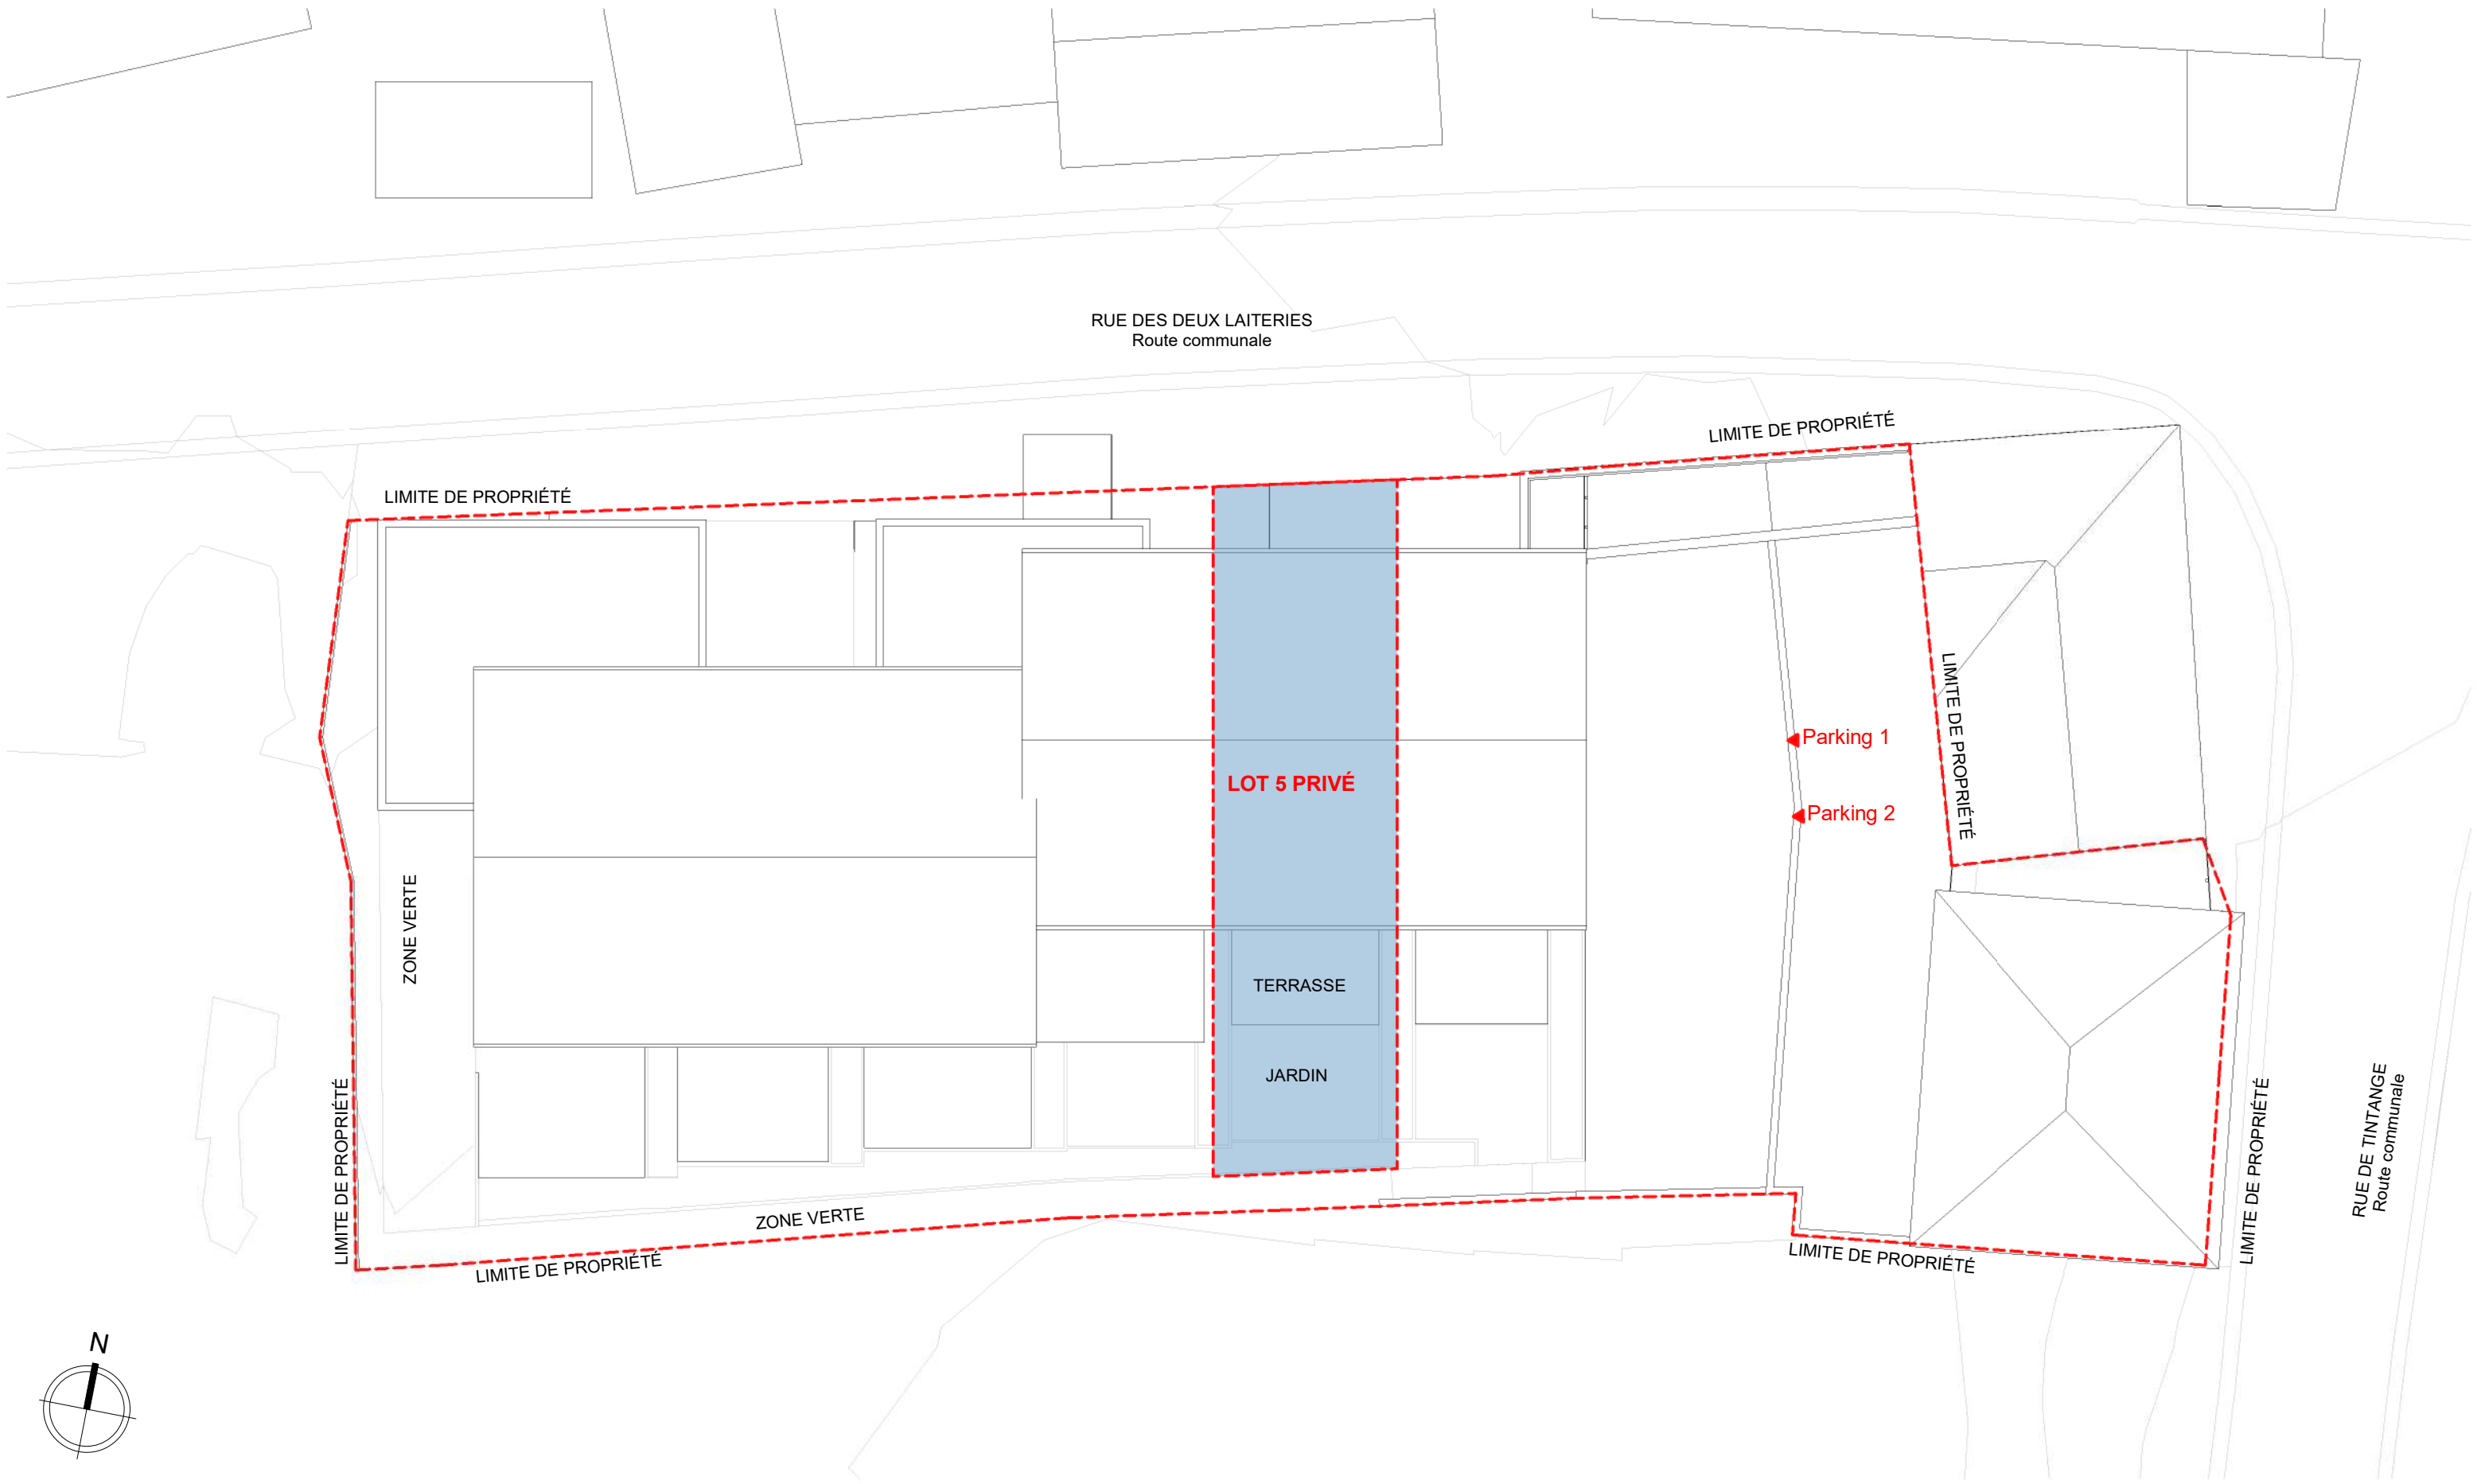 RUE DES DEUX LAITERIES
Route communale
LIMITE DE PROPRIÉTÉ
LIMITE DE PROPRIÉTÉ
LIMITE DE PROPRIÉTÉ
Parking 1
LOT 5 PRIVÉ
Parking 2
ZONE VERTE
TERRASSE
JARDIN
LIMITE DE PROPRIÉTÉ
RUE DE TINTANGE
Route communale
LIMITE DE PROPRIÉTÉ
ZONE VERTE
LIMITE DE PROPRIÉTÉ
LIMITE DE PROPRIÉTÉ
N